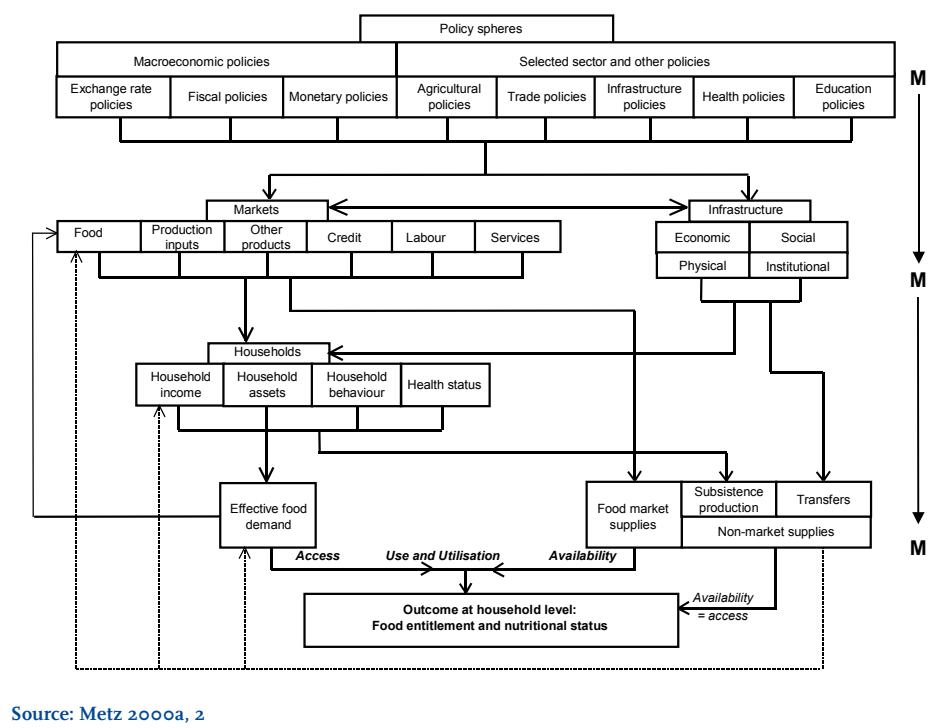 Policy spheres
Macroeconomic policies
Selected sector and other policies
Exchange rate
policies
Fiscal policies
Monetary policies
Agricultural
policies
Trade policies
Infrastructure
policies
Health policies
Education
policies
M
Markets
Infrastructure
Food
Production
inputs
Other
products
Credit
Labour
Services
Economic
Social
Physical
Institutional
M
Households
Household
income
Household
assets
Household
behaviour
Health status
Effective food
demand
Food market
supplies
Subsistence
production
Transfers
Non-market supplies
M
Access
Use and Utilisation
Availability
Outcome at household level:
Food entitlement and nutritional status
Availability
= access
Source: Metz 2000a, 2